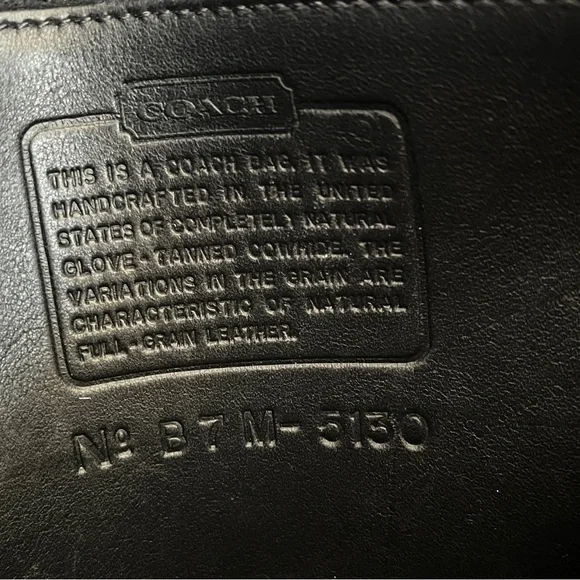 COACH
THIS IS A COACH BAG. IT WAS
HANDCRAFTED IN THE UNITED
STATES OF COMPLETELY NATURAL
GLOVE-TANNED COWHIDE. THE
VARIATIONS IN THE GRAIN ARE
CHARACTERISTIC OF NATURAL
FULL-GRAIN LEATHER.
Nº B7M-5130